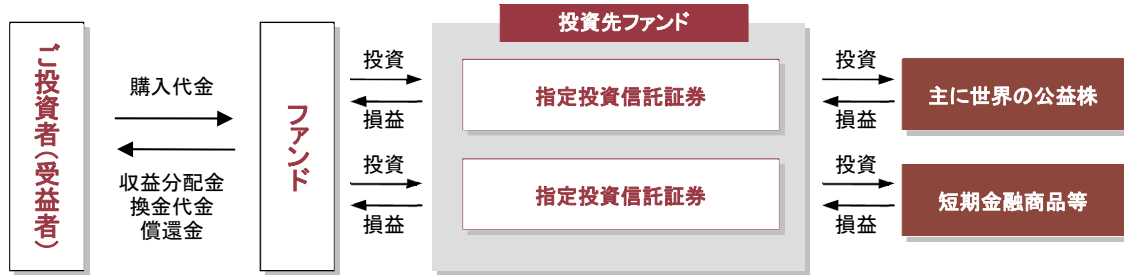 ご投資者(受益者)
購入代金
収益分配金
換金代金
償還金
ファンド
投資
損益
投資
損益
投資先ファンド
指定投資信託証券
指定投資信託証券
投資
損益
投資
損益
主に世界の公益株
短期金融商品等